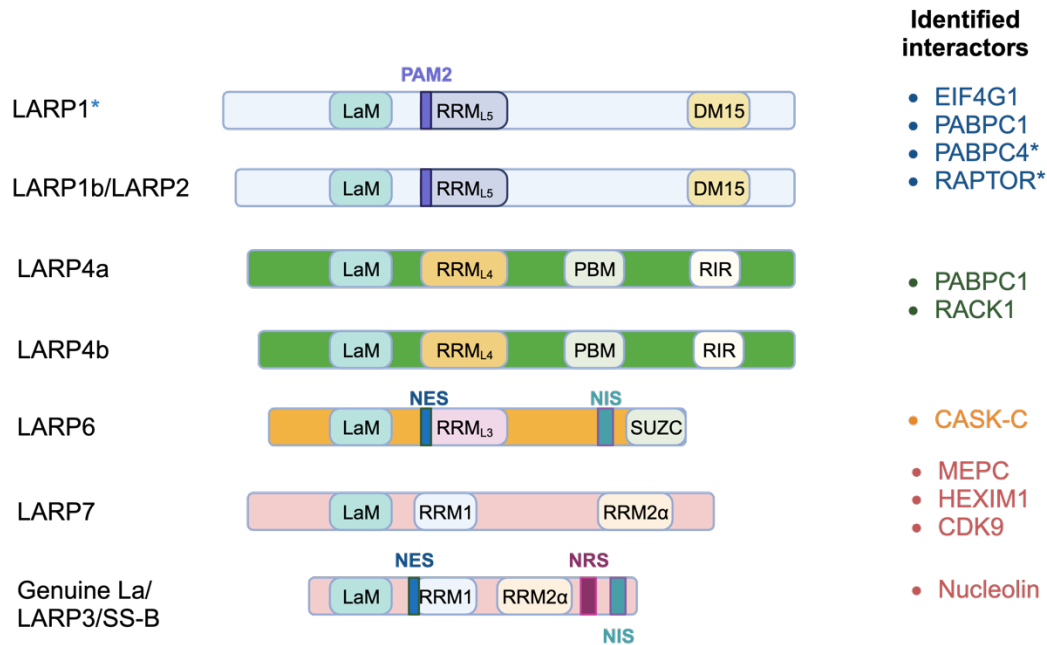 Identified
interactors
PAM2
LARP1*
LaM
RRML5
DM15
• EIF4G1
• PABPC1
• PABPC4*
• RAPTOR*
LARP1b/LARP2
LaM
RRML5
DM15
LARP4a
LaM
RRML4
PBM
RIR
• PABPC1
• RACK1
LARP4b
LaM
RRML4
PBM
RIR
NES
NIS
LARP6
LaM
RRML3
SUZC
• CASK-C
LARP7
LaM
RRM1
RRM2α
• MEPC
• HEXIM1
• CDK9
NES
NRS
Genuine La/
LARP3/SS-B
LaM
RRM1
RRM2α
NIS
• Nucleolin